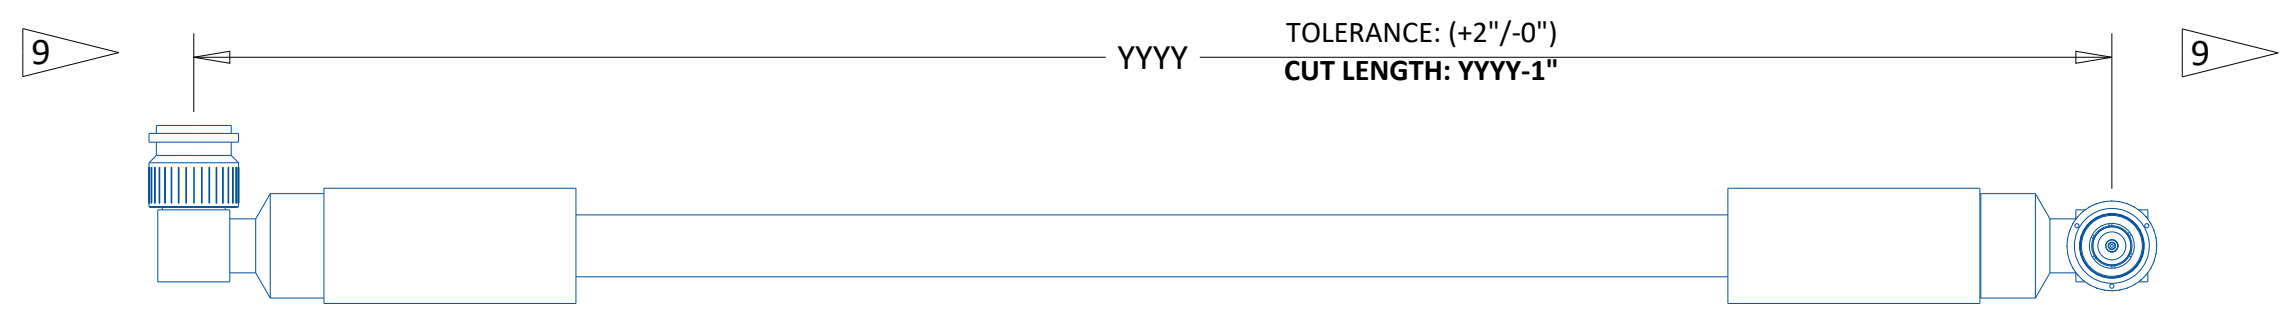 9
YYYY
TOLERANCE: (+2"/-0")
CUT LENGTH: YYYY-1"
9